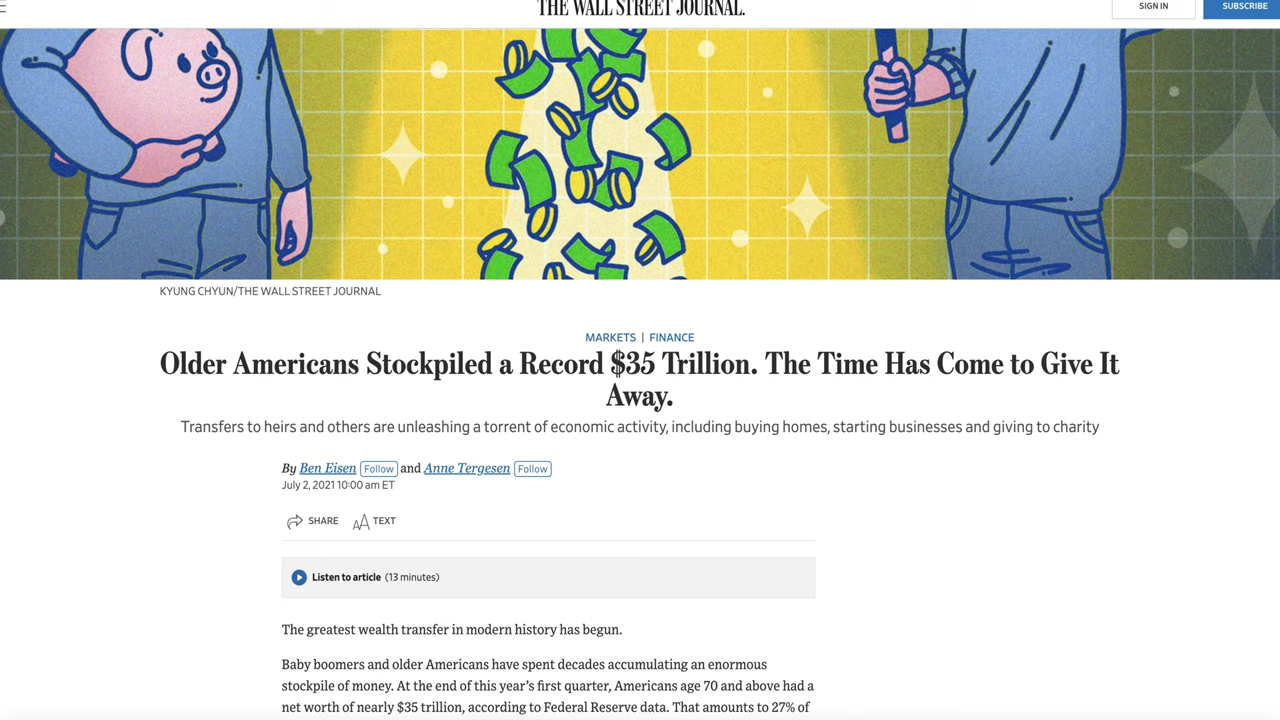 THE WALL STREET JOURNAL.
SIGN IN
SUBSCRIBE
KYUNG CHYUN/THE WALL STREET JOURNAL
MARKETS | FINANCE
Older Americans Stockpiled a Record $35 Trillion. The Time Has Come to Give It
Away.
Transfers to heirs and others are unleashing a torrent of economic activity, including buying homes, starting businesses and giving to charity
By Ben Eisen Follow and Anne Tergesen Follow
July 2, 2021 10:00 am ET
SHARE AA TEXT
Listen to article (13 minutes)
The greatest wealth transfer in modern history has begun.
Baby boomers and older Americans have spent decades accumulating an enormous
stockpile of money. At the end of this year’s first quarter, Americans age 70 and above had a
net worth of nearly $35 trillion, according to Federal Reserve data. That amounts to 27% of